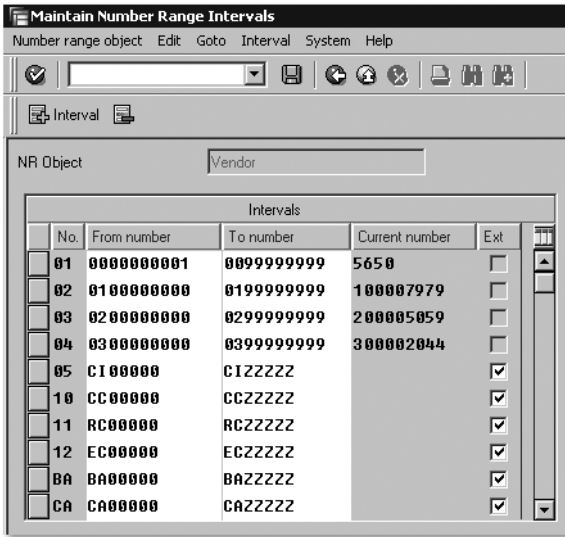 Maintain Number Range Intervals
Number range object Edit Goto Interval System Help
Interval
NR Object Vendor
Intervals
No. From number To number Current number Ext
01 0000000001 0099999999 5650
02 0100000000 0199999999 100007979
03 0200000000 0299999999 200005059
04 0300000000 0399999999 300002044
05 CI00000 CIZZZZZ
10 CC00000 CCZZZZZ
11 RC00000 RCZZZZZ
12 EC00000 ECZZZZZ
BA BA00000 BAZZZZZ
CA CA00000 CAZZZZZ